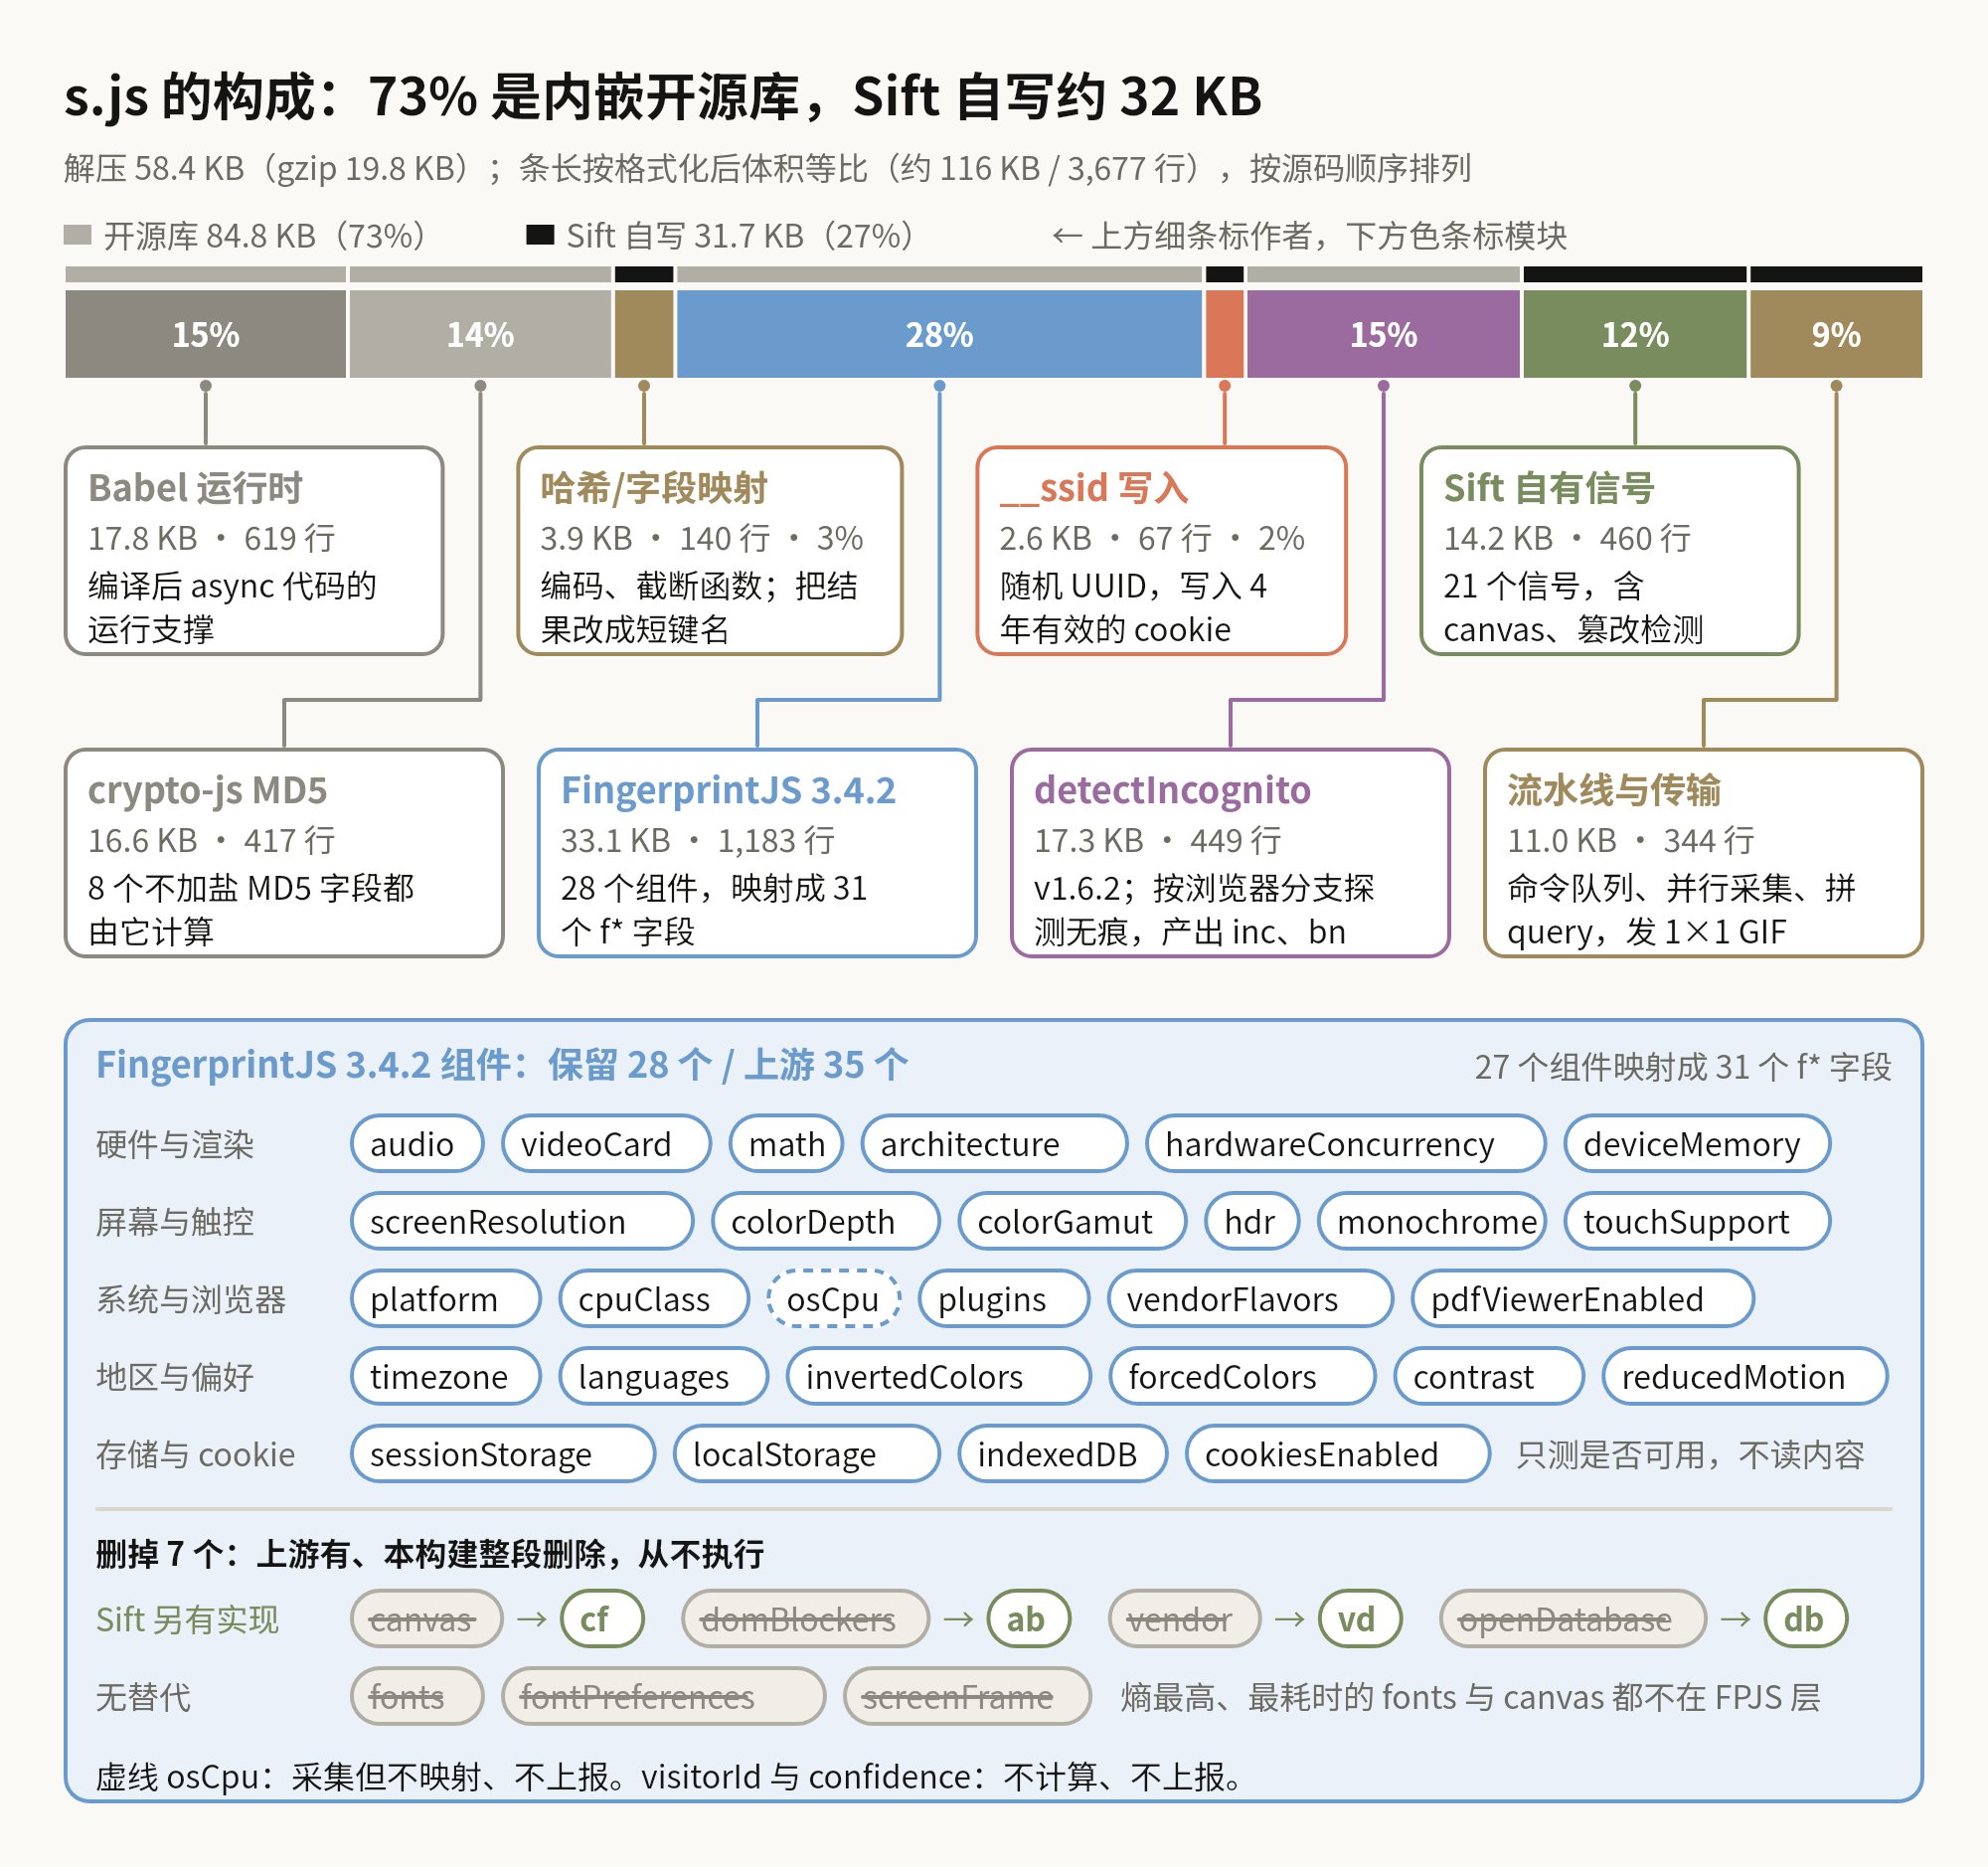 s.js 的构成：73% 是内嵌开源库，Sift 自写约 32 KB
解压 58.4 KB（gzip 19.8 KB）；条长按格式化后体积等比（约 116 KB / 3,677 行），按源码顺序排列
开源库 84.8 KB（73%） Sift 自写 31.7 KB（27%） ← 上方细条标作者，下方色条标模块
15% 14% 28% 15% 12% 9%
Babel 运行时
17.8 KB · 619 行
编译后 async 代码的
运行支撑
哈希/字段映射
3.9 KB · 140 行 · 3%
编码、截断函数；把结
果改成短键名
__ssid 写入
2.6 KB · 67 行 · 2%
随机 UUID，写入 4
年有效的 cookie
Sift 自有信号
14.2 KB · 460 行
21 个信号，含
canvas、篡改检测
crypto-js MD5
16.6 KB · 417 行
8 个不加盐 MD5 字段都
由它计算
FingerprintJS 3.4.2
33.1 KB · 1,183 行
28 个组件，映射成 31
个 f* 字段
detectIncognito
17.3 KB · 449 行
v1.6.2；按浏览器分支探
测无痕，产出 inc、bn
流水线与传输
11.0 KB · 344 行
命令队列、并行采集、拼
query，发 1×1 GIF
FingerprintJS 3.4.2 组件：保留 28 个 / 上游 35 个 27 个组件映射成 31 个 f* 字段
硬件与渲染 audio videoCard math architecture hardwareConcurrency deviceMemory
屏幕与触控 screenResolution colorDepth colorGamut hdr monochrome touchSupport
系统与浏览器 platform cpuClass osCpu plugins vendorFlavors pdfViewerEnabled
地区与偏好 timezone languages invertedColors forcedColors contrast reducedMotion
存储与 cookie sessionStorage localStorage indexedDB cookiesEnabled 只测是否可用，不读内容
删掉 7 个：上游有、本构建整段删除，从不执行
Sift 另有实现 canvas → cf domBlockers → ab vendor → vd openDatabase → db
无替代 fonts fontPreferences screenFrame 熵最高、最耗时的 fonts 与 canvas 都不在 FPJS 层
虚线 osCpu：采集但不映射、不上报。visitorId 与 confidence：不计算、不上报。